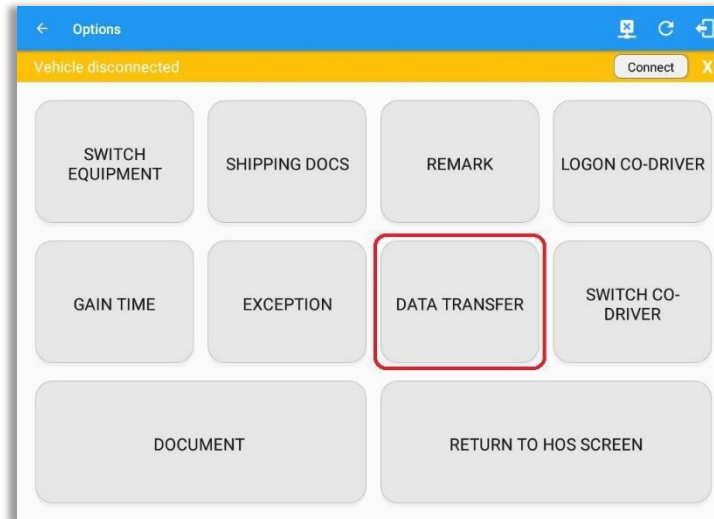 Options
Vehicle disconnected
Connect
X
SWITCH
EQUIPMENT
SHIPPING DOCS
REMARK
LOGON CO-DRIVER
GAIN TIME
EXCEPTION
DATA TRANSFER
SWITCH CO-
DRIVER
DOCUMENT
RETURN TO HOS SCREEN